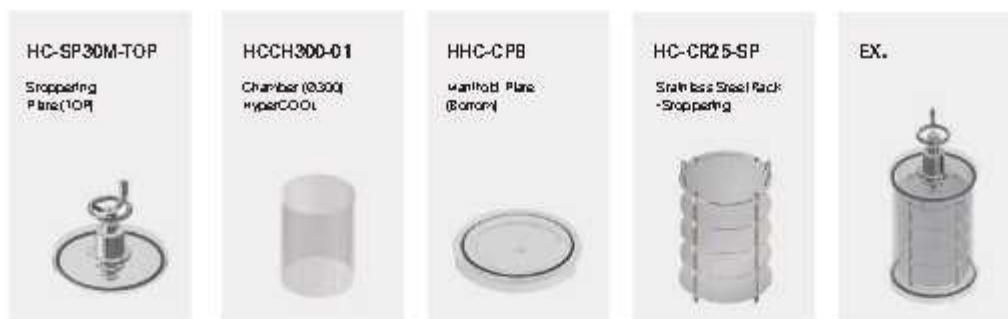 HC-SP30M-TOP
Stoppering
Plate (TOP)
HCCH300-01
Chamber (Ø300)
HyperCOOL
HHC-CPB
Manifold Plate
(Bottom)
HC-CR25-SP
Stainless Steel Rack
-Stoppering
EX.